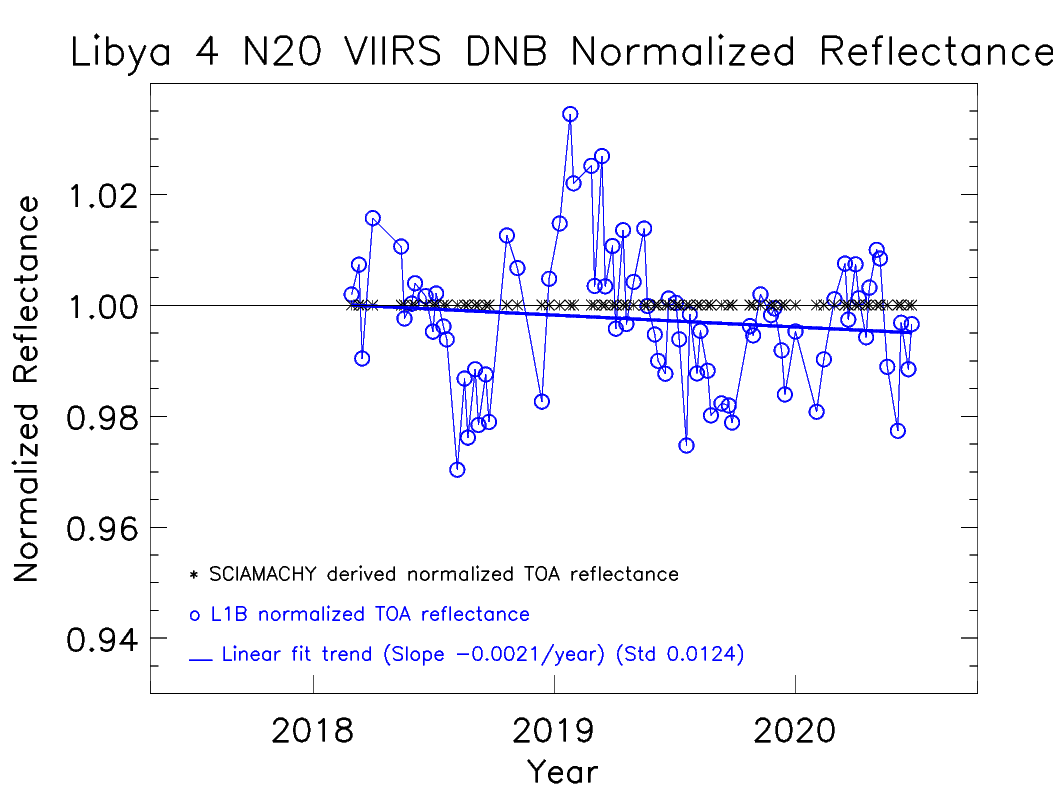 Libya 4 N20 VIIRS DNB Normalized Reflectance
1.02
1.00
0.98
0.96
0.94
Normalized Reflectance
* SCIAMACHY derived normalized TOA reflectance
o L1B normalized TOA reflectance
Linear fit trend (Slope −0.0021/year) (Std 0.0124)
2018 2019 2020
Year